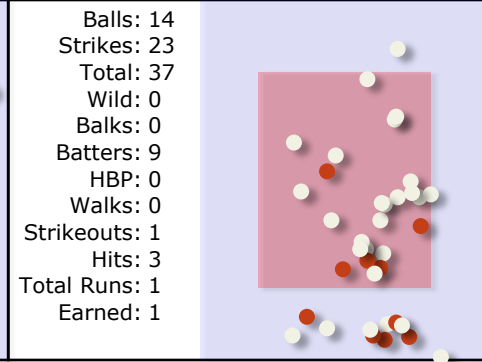 Balls: 14
Strikes: 23
Total: 37
Wild: 0
Balks: 0
Batters: 9
HBP: 0
Walks: 0
Strikeouts: 1
Hits: 3
Total Runs: 1
Earned: 1